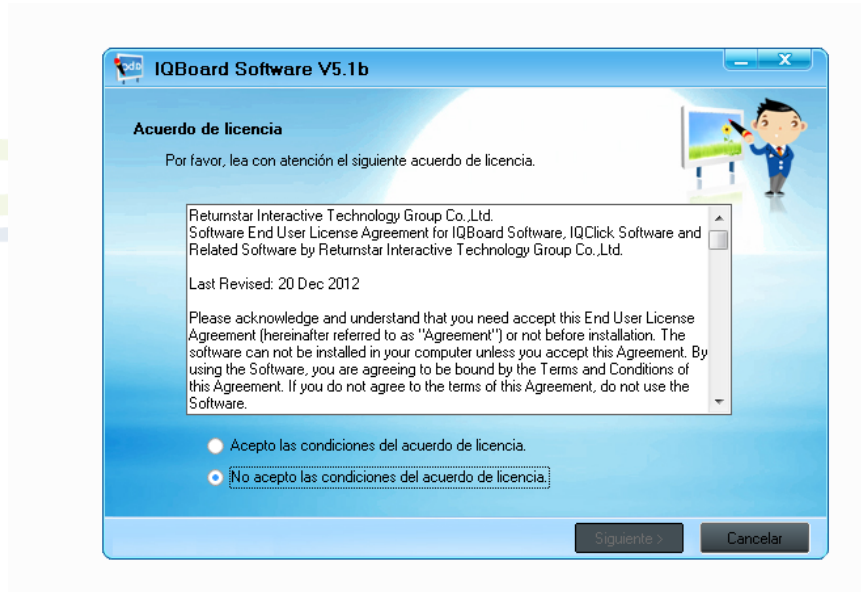 IQBoard Software V5.1b
Acuerdo de licencia
Por favor, lea con atención el siguiente acuerdo de licencia.
Returnstar Interactive Technology Group Co.,Ltd.
Software End User License Agreement for IQBoard Software, IQClick Software and
Related Software by Returnstar Interactive Technology Group Co.,Ltd.
Last Revised: 20 Dec 2012
Please acknowledge and understand that you need accept this End User License
Agreement (hereinafter referred to as "Agreement") or not before installation. The
software can not be installed in your computer unless you accept this Agreement. By
using the Software, you are agreeing to be bound by the Terms and Conditions of
this Agreement. If you do not agree to the terms of this Agreement, do not use the
Software.
Acepto las condiciones del acuerdo de licencia.
No acepto las condiciones del acuerdo de licencia.
Siguiente >
Cancelar